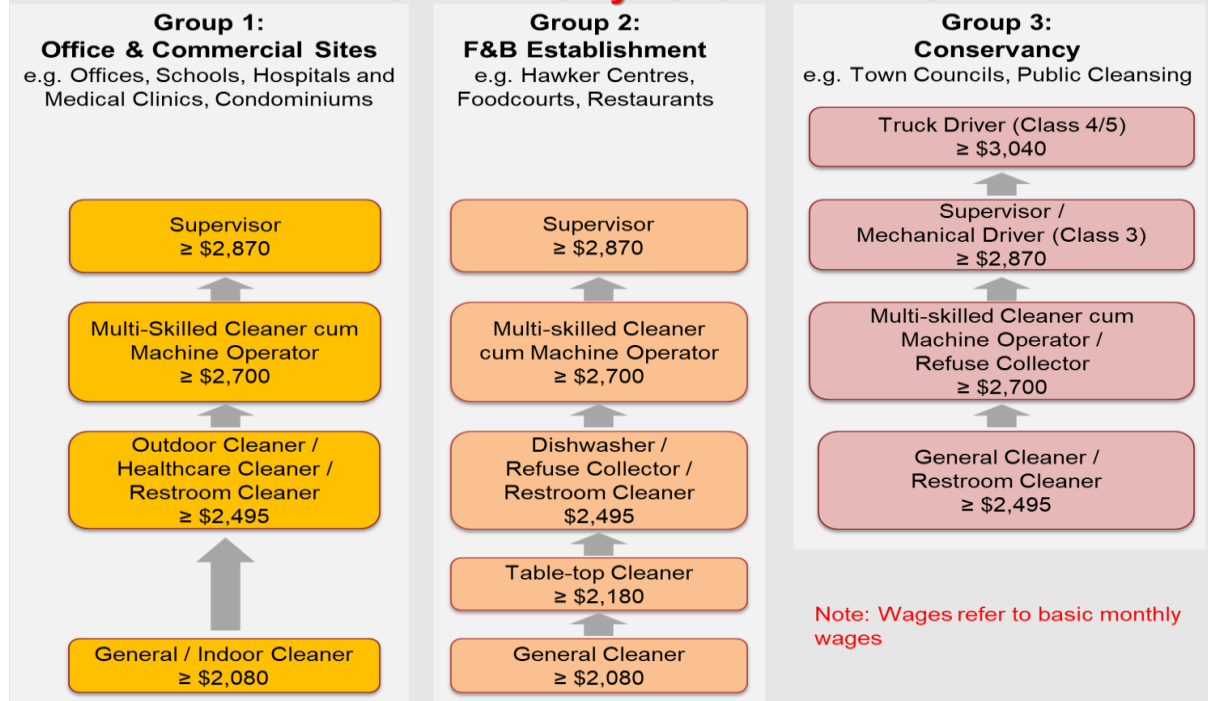 Group 1:
Office & Commercial Sites
e.g. Offices, Schools, Hospitals and
Medical Clinics, Condominiums
Supervisor
≥ $2,870
Multi-Skilled Cleaner cum
Machine Operator
≥ $2,700
Outdoor Cleaner /
Healthcare Cleaner /
Restroom Cleaner
≥ $2,495
General / Indoor Cleaner
≥ $2,080
Group 2:
F&B Establishment
e.g. Hawker Centres,
Foodcourts, Restaurants
Supervisor
≥ $2,870
Multi-skilled Cleaner
cum Machine Operator
≥ $2,700
Dishwasher /
Refuse Collector /
Restroom Cleaner
$2,495
Table-top Cleaner
≥ $2,180
General Cleaner
≥ $2,080
Group 3:
Conservancy
e.g. Town Councils, Public Cleansing
Truck Driver (Class 4/5)
≥ $3,040
Supervisor /
Mechanical Driver (Class 3)
≥ $2,870
Multi-skilled Cleaner cum
Machine Operator /
Refuse Collector
≥ $2,700
General Cleaner /
Restroom Cleaner
≥ $2,495
Note: Wages refer to basic monthly
wages